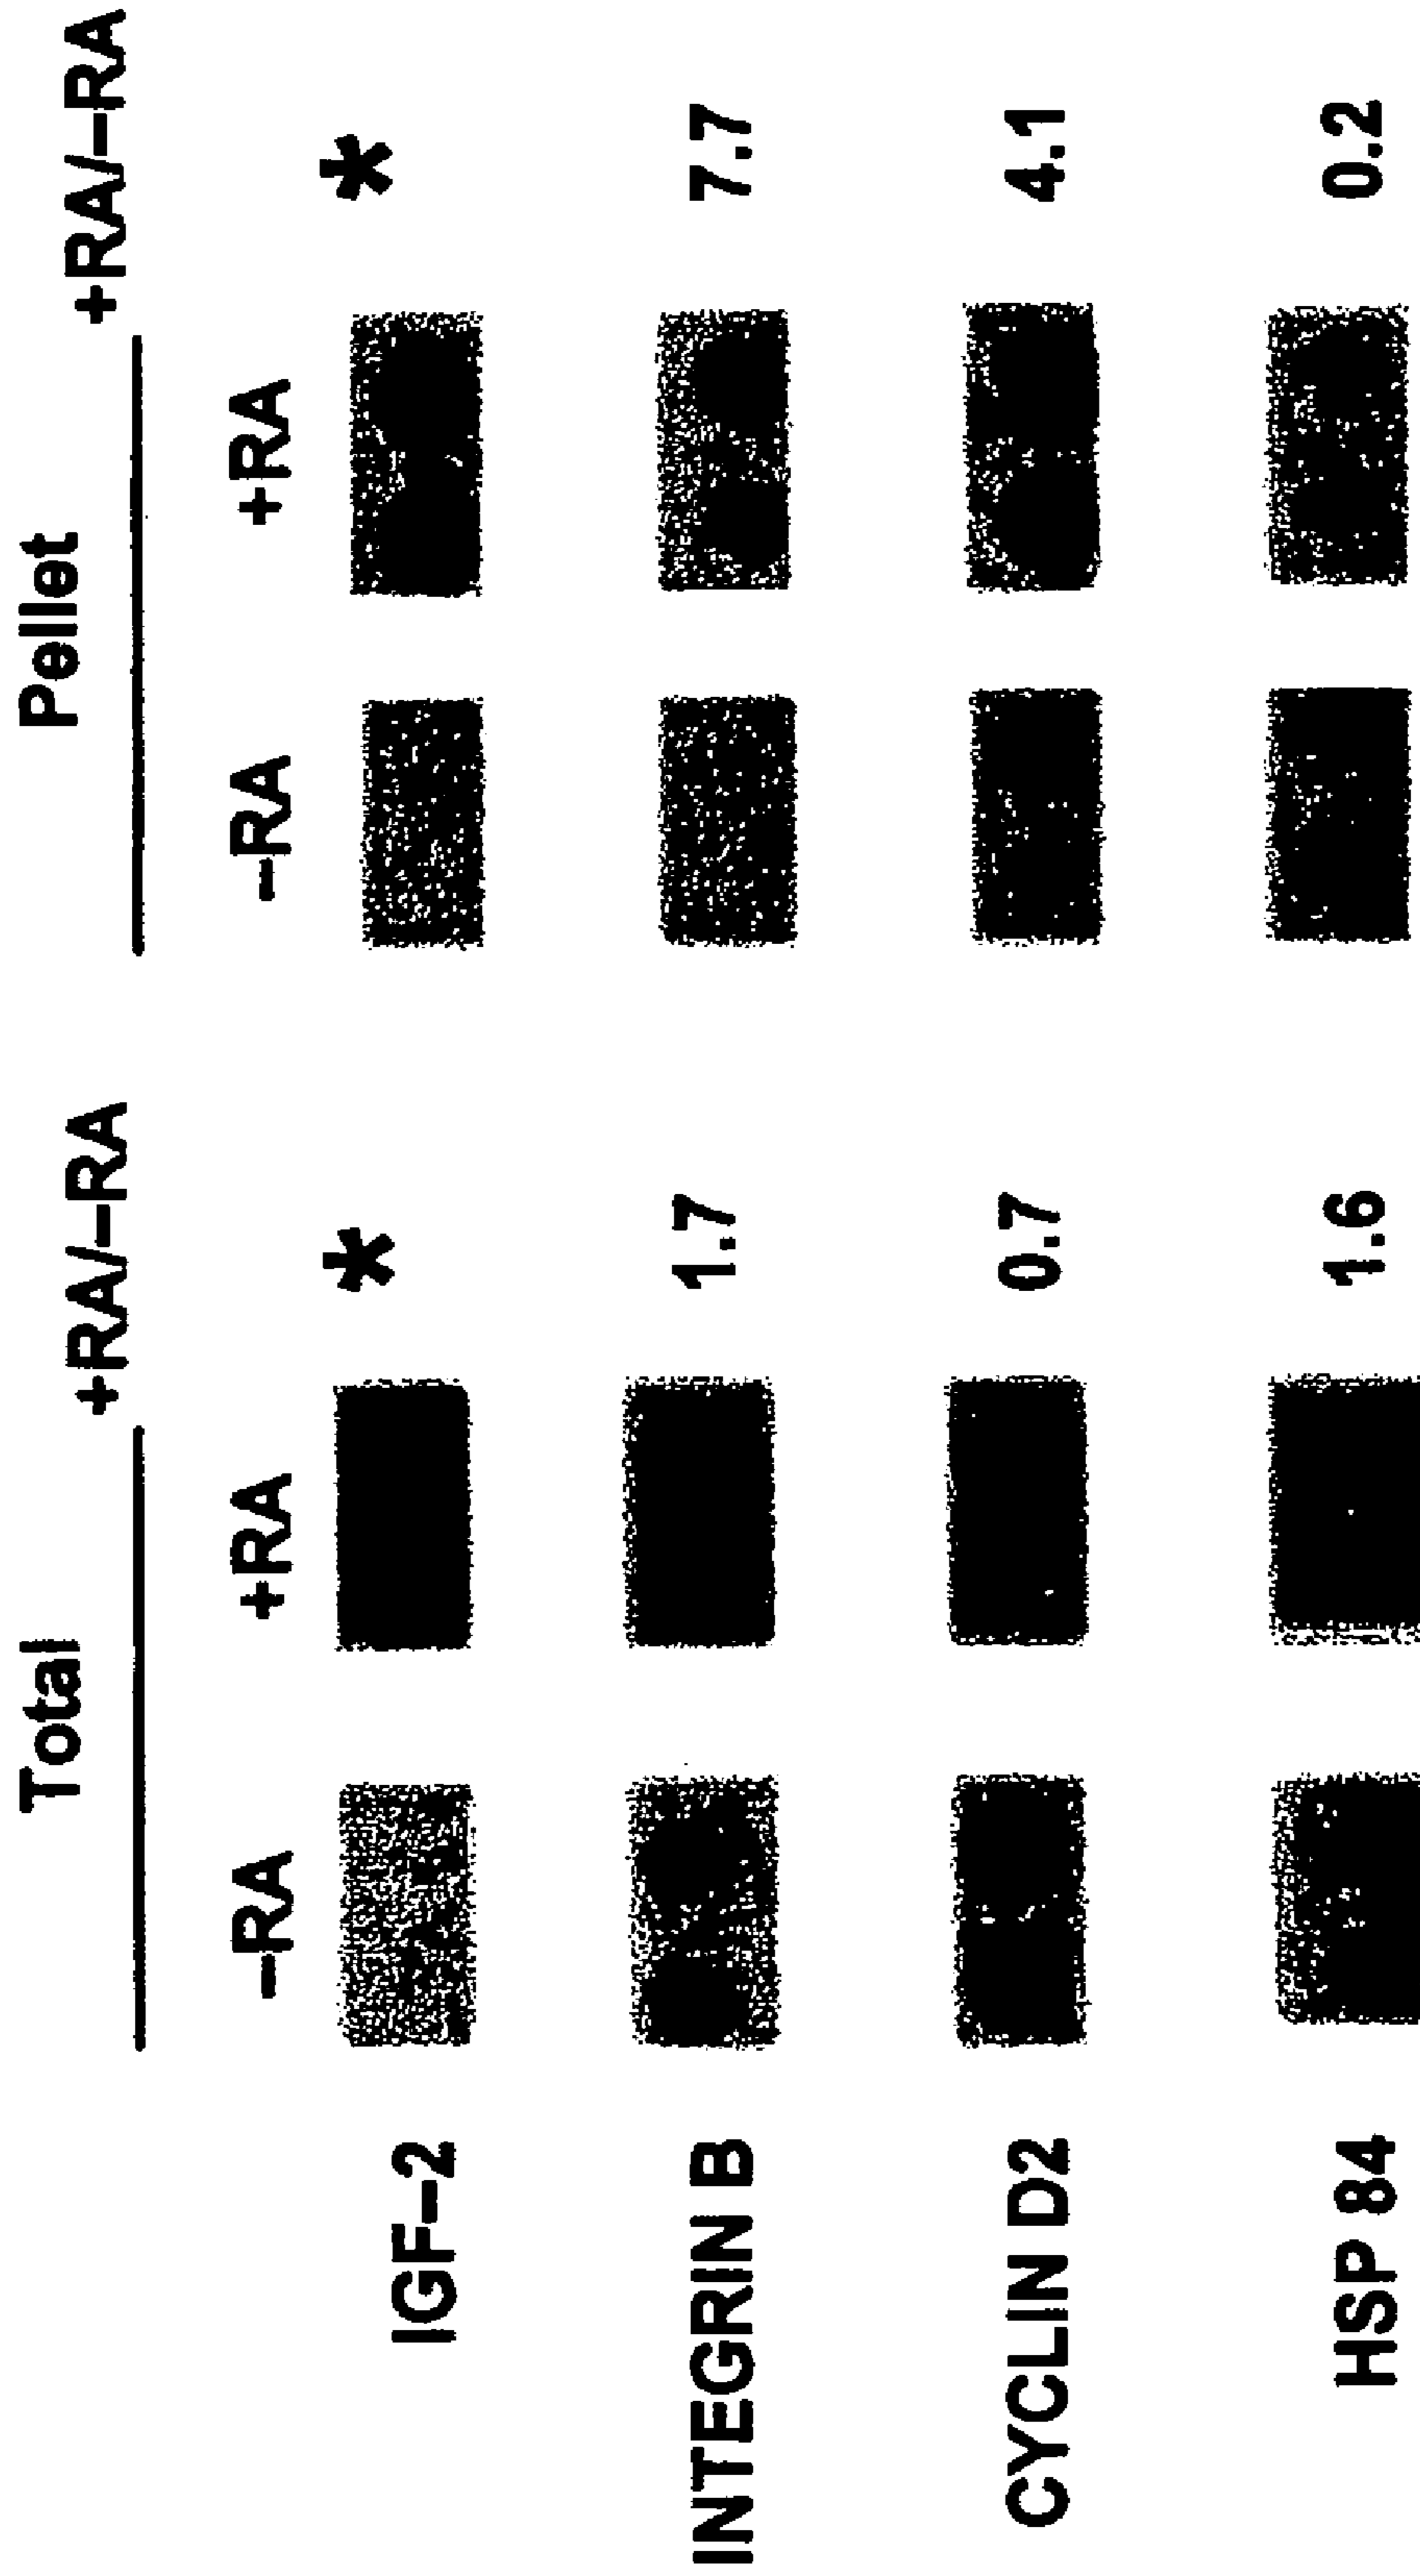 Total Pellet
–RA +RA +RA/–RA –RA +RA +RA/–RA
IGF–2 * *
INTEGRIN B 1.7 7.7
CYCLIN D2 0.7 4.1
HSP 84 1.6 0.2